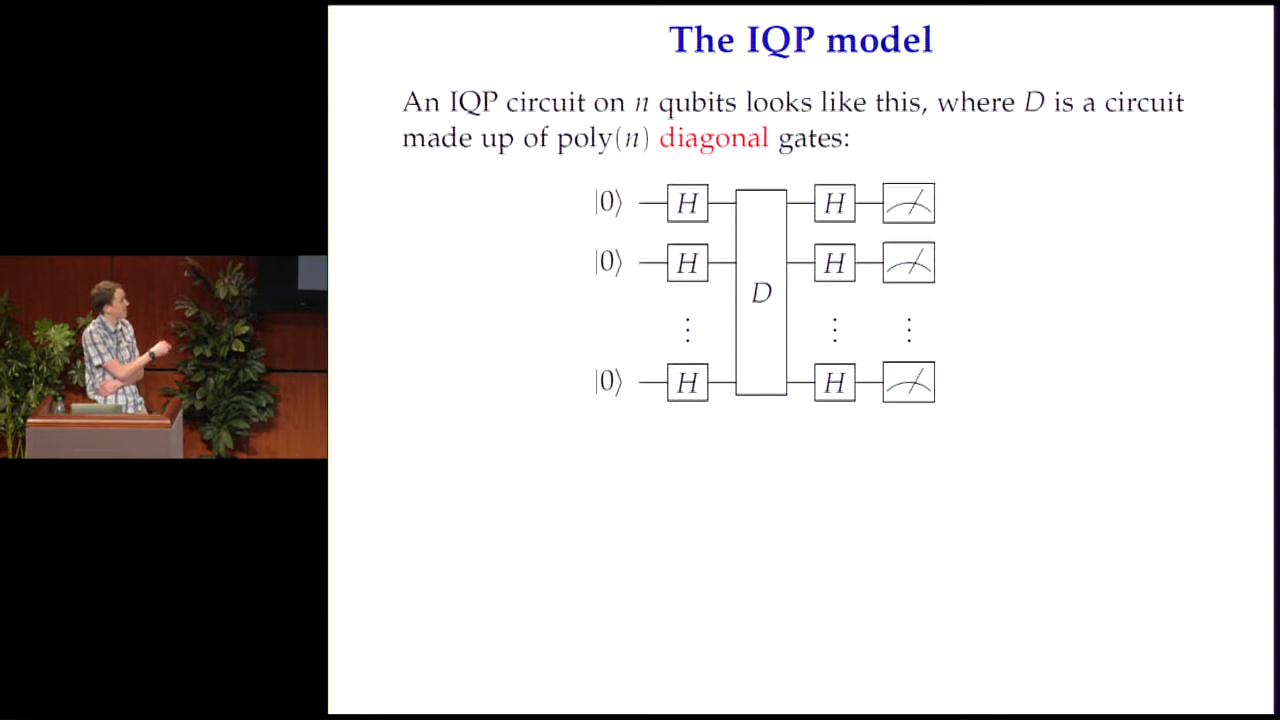 The IQP model
An IQP circuit on n qubits looks like this, where D is a circuit
made up of poly(n) diagonal gates:
|0⟩ H H
|0⟩ H H
D
⋮ ⋮ ⋮
|0⟩ H H